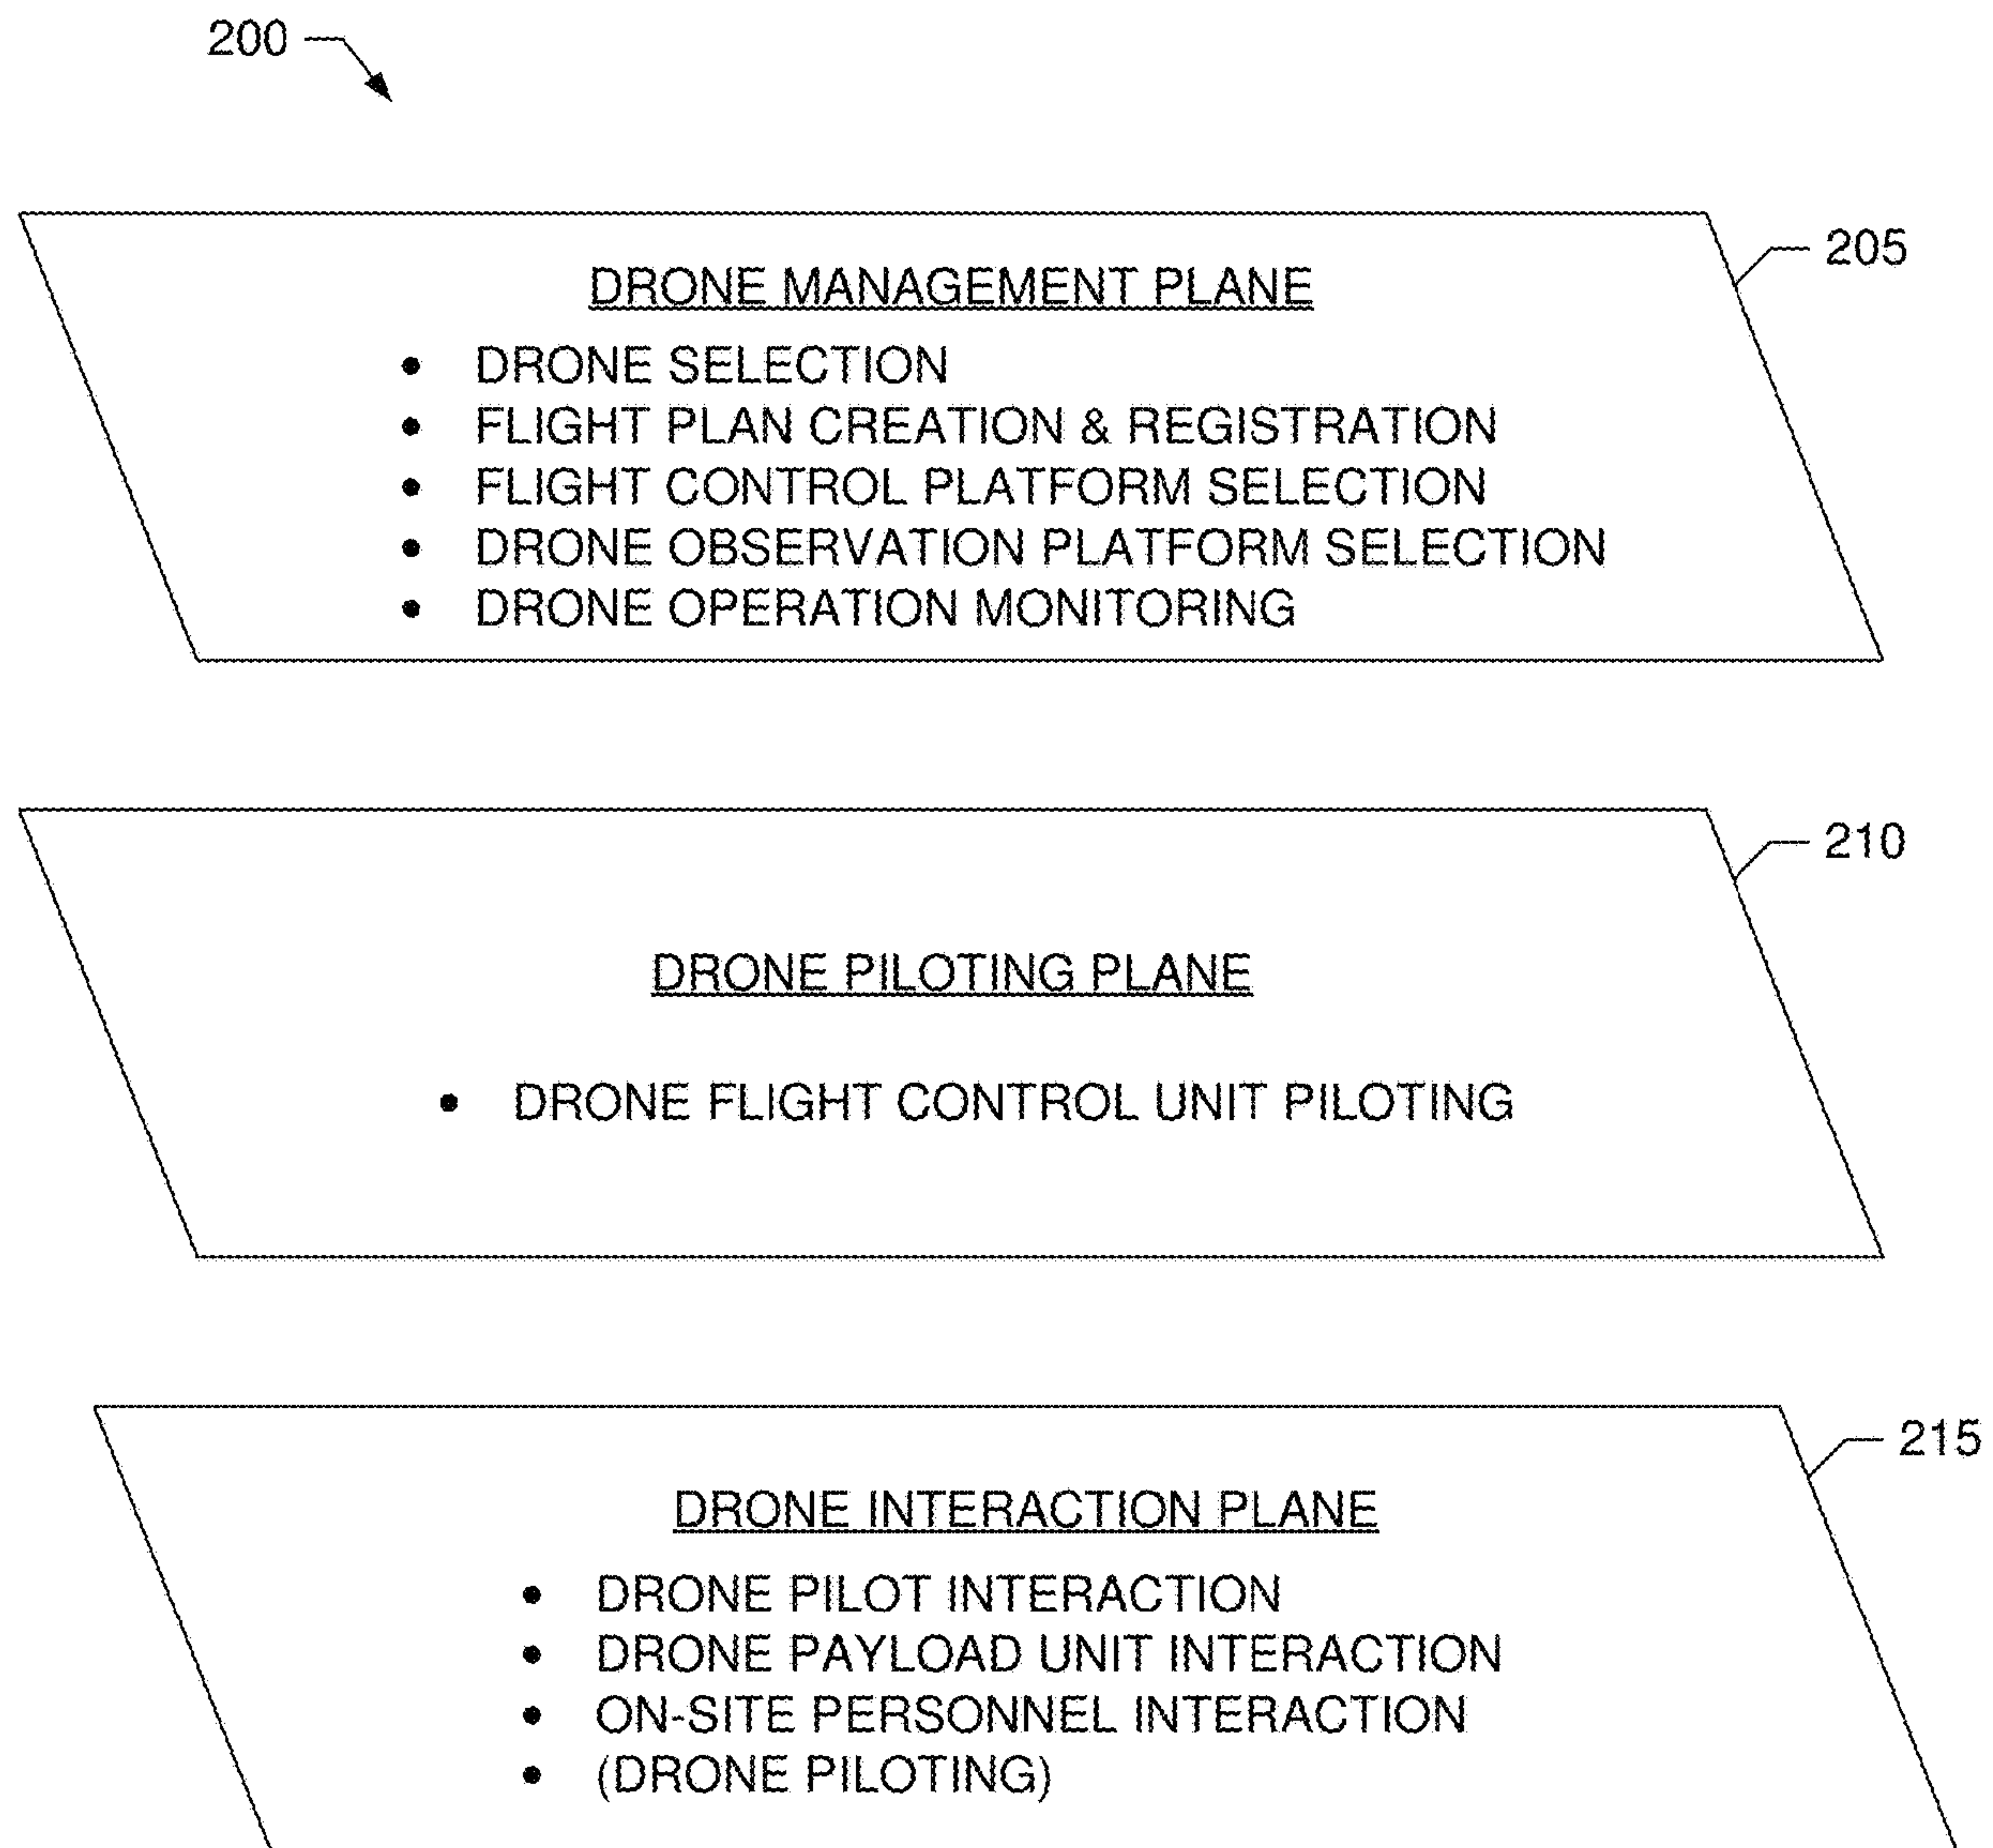 200
205
DRONE MANAGEMENT PLANE
• DRONE SELECTION
• FLIGHT PLAN CREATION & REGISTRATION
• FLIGHT CONTROL PLATFORM SELECTION
• DRONE OBSERVATION PLATFORM SELECTION
• DRONE OPERATION MONITORING
210
DRONE PILOTING PLANE
• DRONE FLIGHT CONTROL UNIT PILOTING
215
DRONE INTERACTION PLANE
• DRONE PILOT INTERACTION
• DRONE PAYLOAD UNIT INTERACTION
• ON-SITE PERSONNEL INTERACTION
• (DRONE PILOTING)